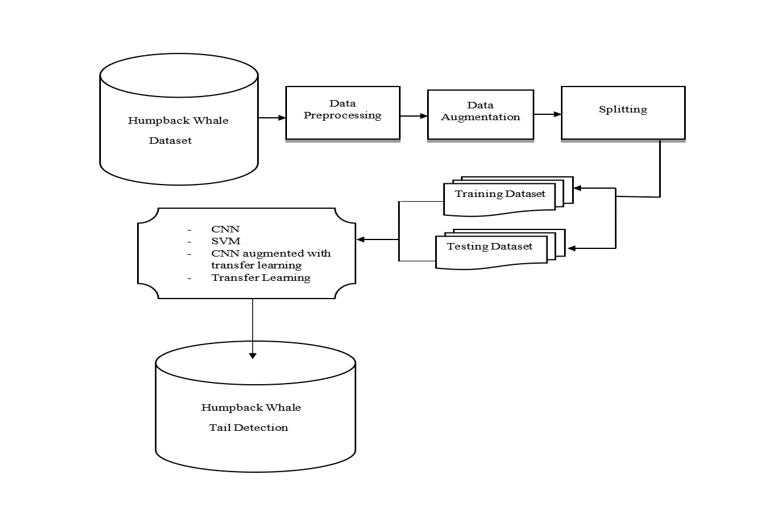 Humpback Whale
Dataset
Data
Preprocessing
Data
Augmentation
Splitting
Training Dataset
Testing Dataset
- CNN
- SVM
- CNN augmented with
transfer learning
- Transfer Learning
Humpback Whale
Tail Detection